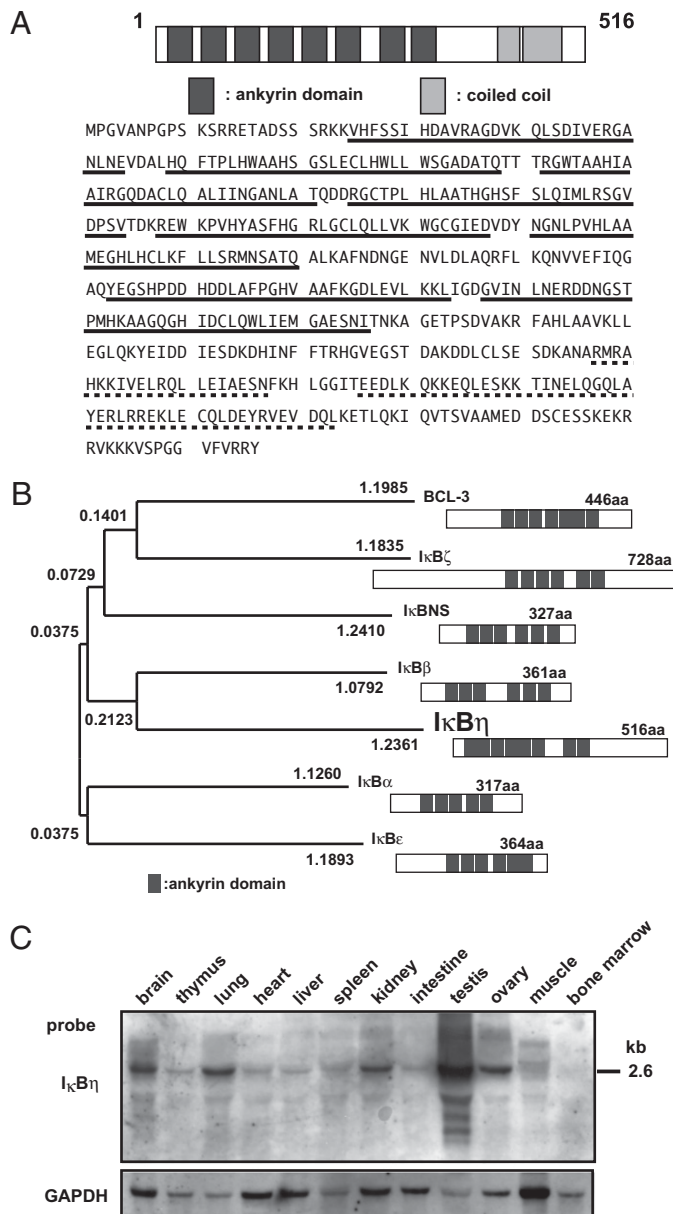 A
1 516
: ankyrin domain : coiled coil
MPGVANPGPS KSRRETADSS SRKKVHFSSI HDAVRAGDVK QLSDIVERGA
NLNEVDALHQ FTPLHWAAHS GSLECLHWLL WSGADATQTT TRGWTAAHIA
AIRGQDACLQ ALIINGANLA TQDDRGCTPL HLAATHGHSF SLQIMLRSGV
DPSVTDKREW KPVHYASFHG RLGCLQLLVK WGCGIEDVDY NGNLPVHLAA
MEGHLHCLKF LLSRMNSATQ ALKAFNDNGE NVLDLAQRFL KQNVVEFIQG
AQYEGSHPDD HDDLAFPGHV AAFKGDLEVL KKLIGDGVINL NERDDNGST
PMHKAAGQGH IDCLQWLIEM GAESNITNKA GETPSDVAKR FAHLAAVKLL
EGLQKYEIDD IESDKDHINF FTRHGVEGST DAKDDLCLSE SDKANARMRA
HKKIVELRQL LEIAESNFKH LGGITEEDLK QKKEQLESKK TINELQGQLA
YERLRREKLE CQLDEYRVEV DQLKETLQKI QVTSVAAMED DSCESSKEKR
RVKKKVSPGG VFVRRY
B
1.1985 BCL-3 446aa
0.1401
1.1835 IκBζ 728aa
0.0729
IκBNS 327aa
1.2410
0.0375
IκBβ 361aa
1.0792
0.2123
IκBη 516aa
1.2361
1.1260 IκBα 317aa
0.0375
IκBε 364aa
1.1893
:ankyrin domain
C
brain thymus lung heart liver spleen kidney intestine testis ovary muscle bone marrow
probe
kb
2.6
IκBη
GAPDH